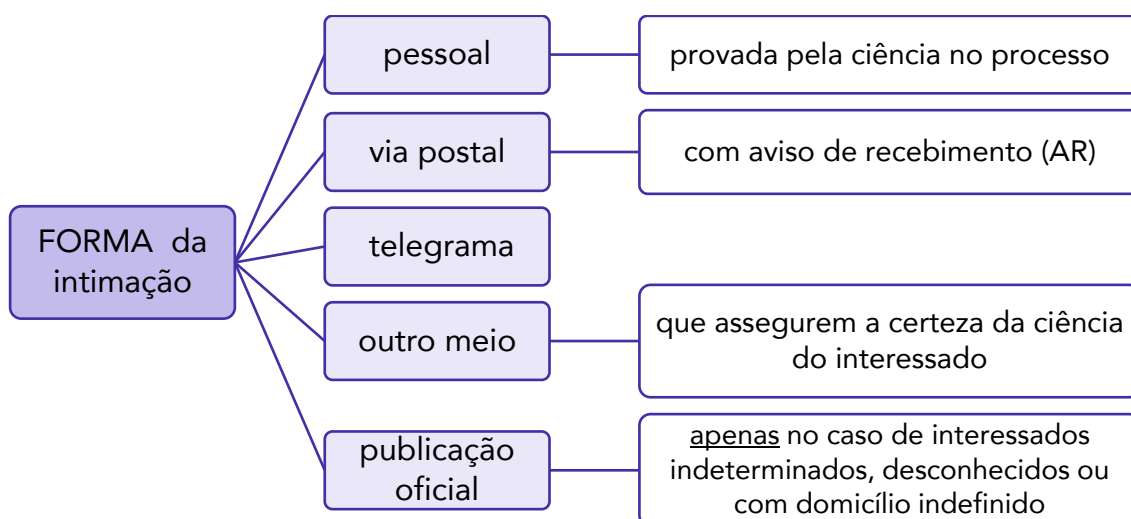 FORMA da
intimação
pessoal
provada pela ciência no processo
via postal
com aviso de recebimento (AR)
telegrama
outro meio
que assegurem a certeza da ciência
do interessado
publicação
oficial
apenas no caso de interessados
indeterminados, desconhecidos ou
com domicílio indefinido